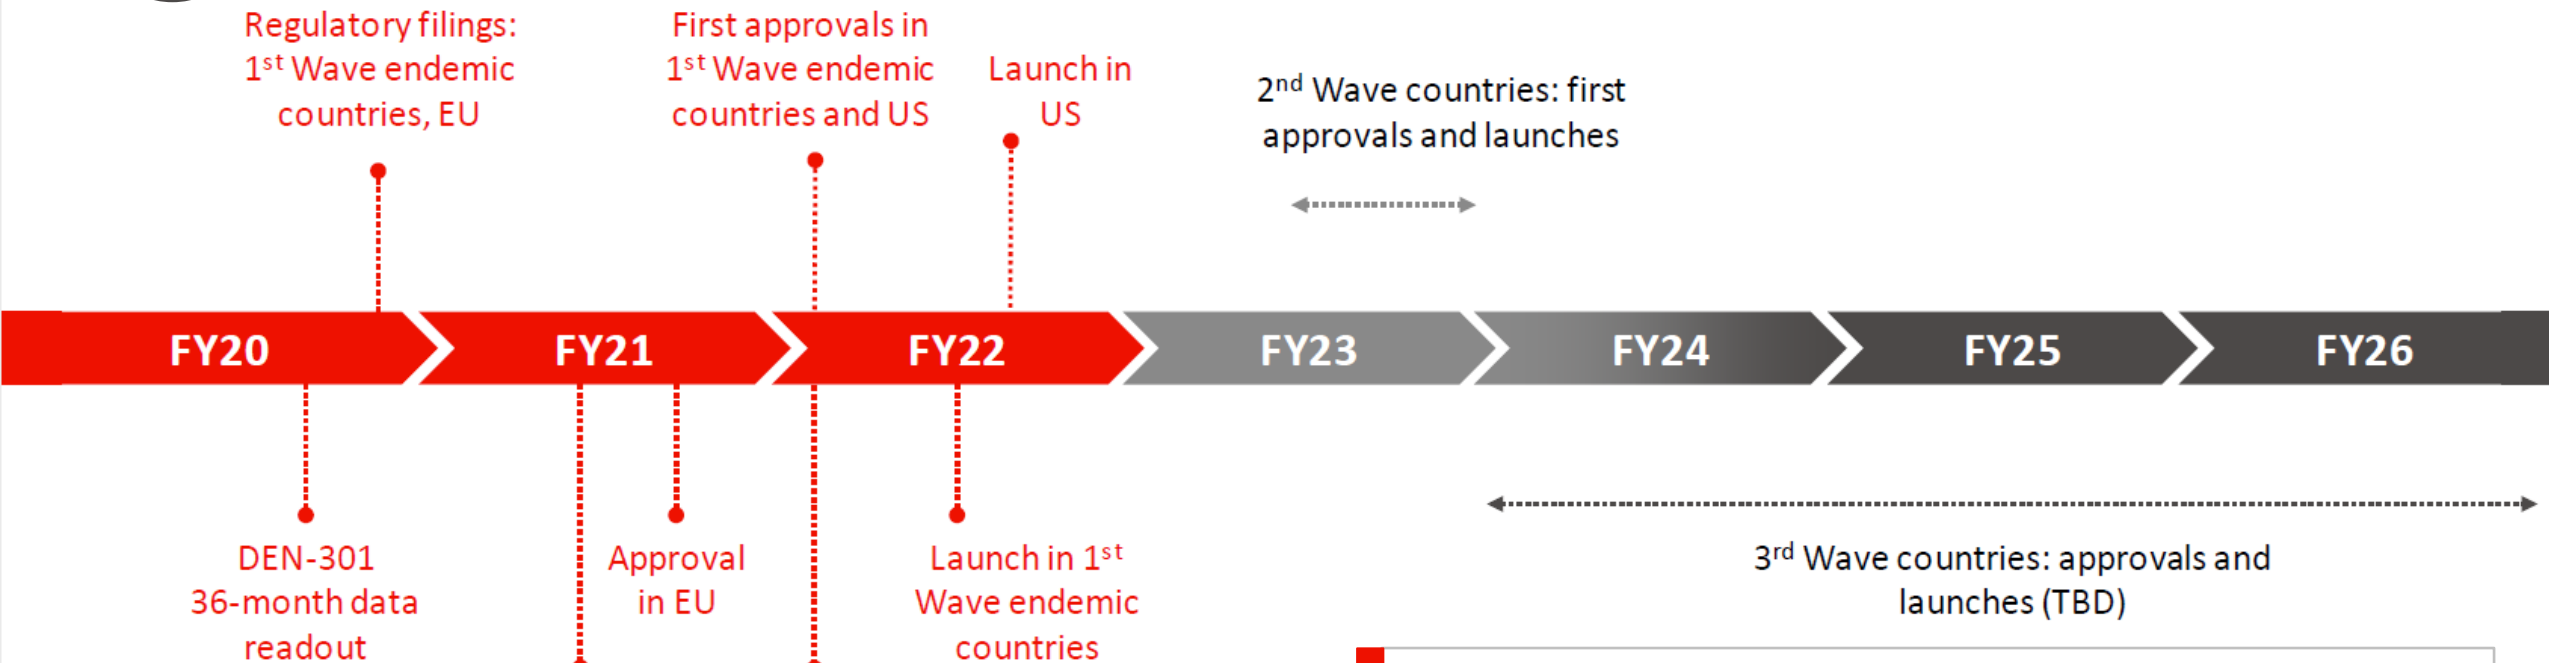 Regulatory filings:
1st Wave endemic
countries, EU
First approvals in
1st Wave endemic
countries and US
Launch in
US
2nd Wave countries: first
approvals and launches
FY20
FY21
FY22
FY23
FY24
FY25
FY26
DEN-301
36-month data
readout
Approval
in EU
Launch in 1st
Wave endemic
countries
3rd Wave countries: approvals and
launches (TBD)